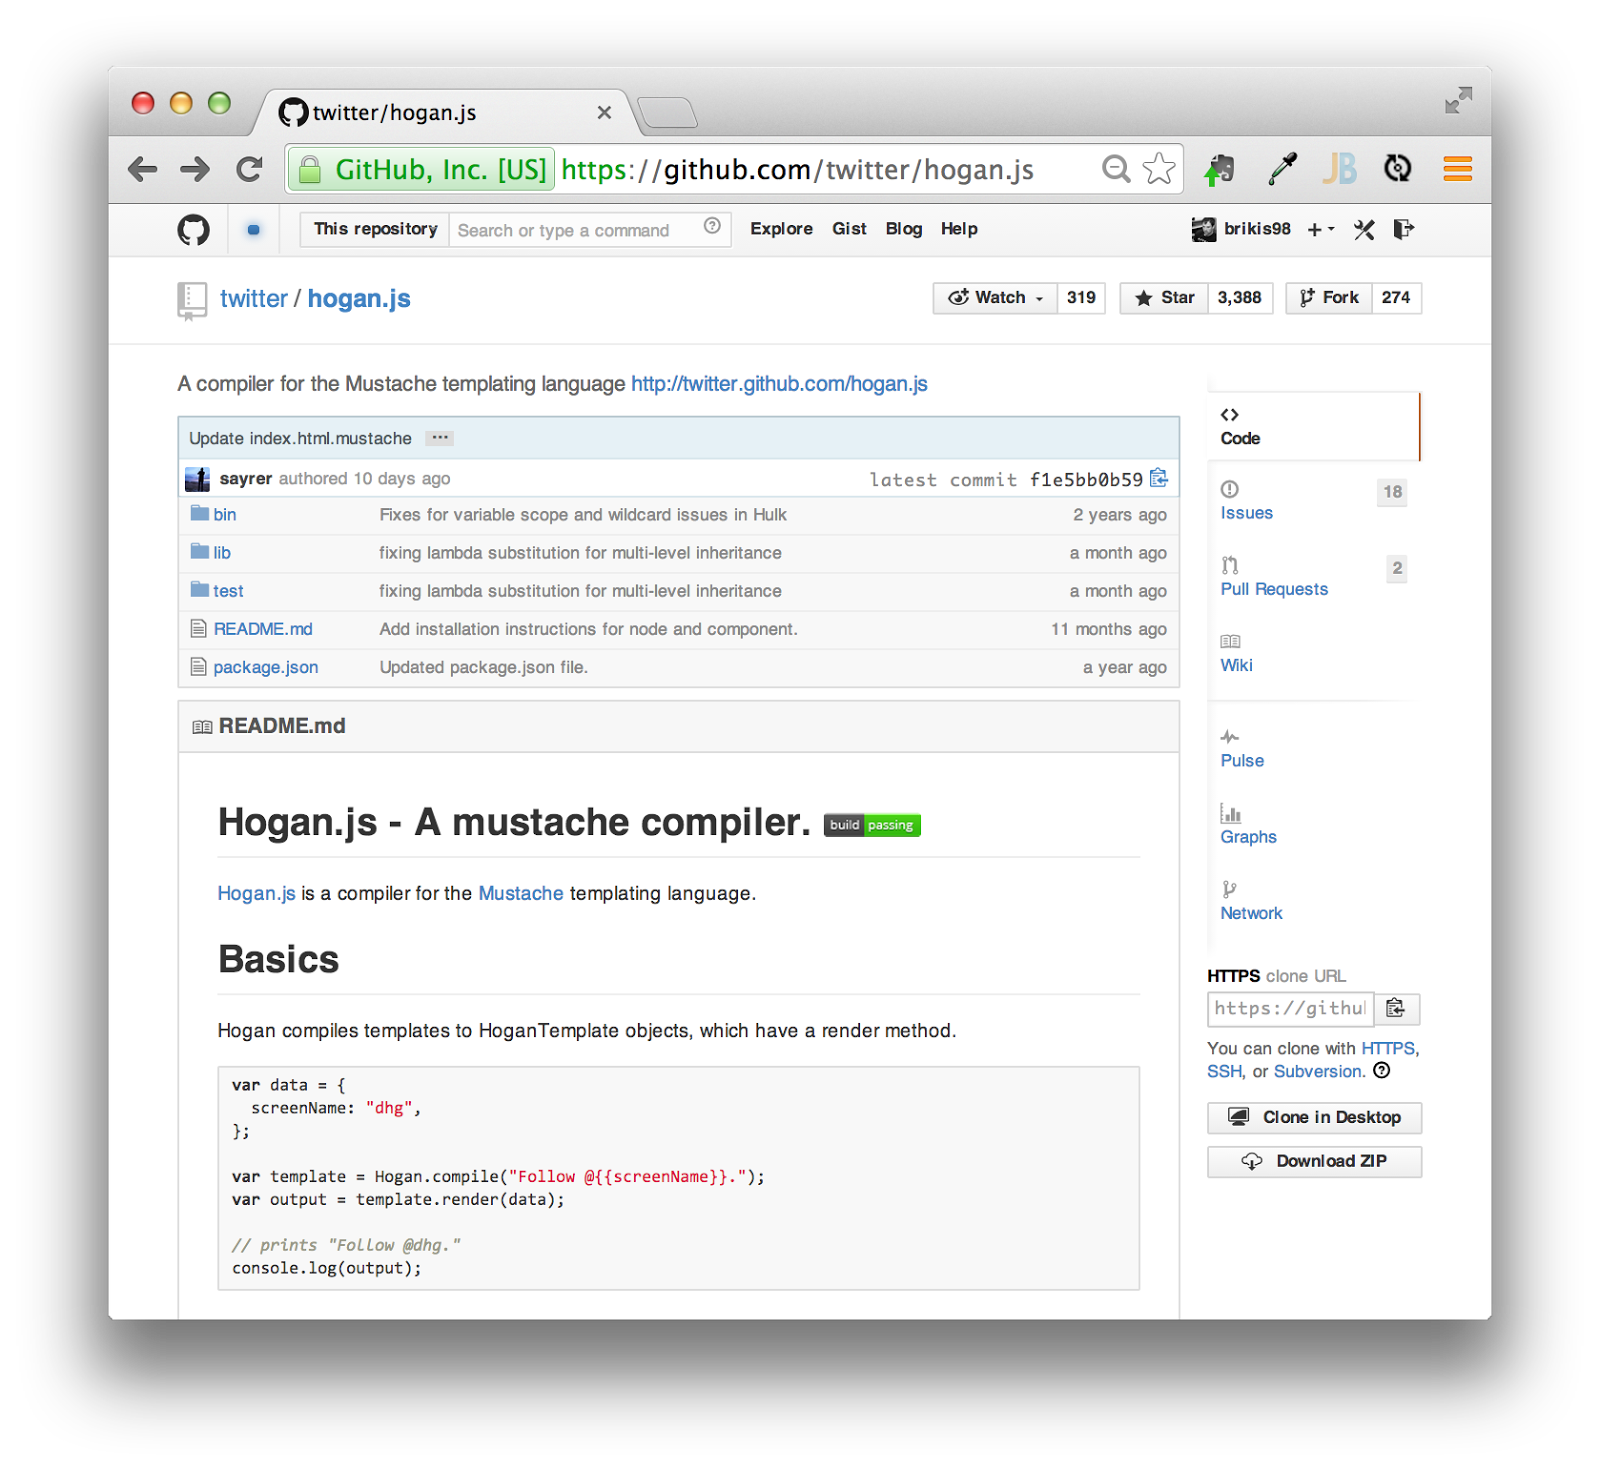 twitter/hogan.js
GitHub, Inc. [US] https://github.com/twitter/hogan.js
JB
This repository Search or type a command Explore Gist Blog Help brikis98
twitter / hogan.js Watch 319 Star 3,388 Fork 274
A compiler for the Mustache templating language http://twitter.github.com/hogan.js
Update index.html.mustache
sayrer authored 10 days ago latest commit f1e5bb0b59
bin Fixes for variable scope and wildcard issues in Hulk 2 years ago
lib fixing lambda substitution for multi-level inheritance a month ago
test fixing lambda substitution for multi-level inheritance a month ago
README.md Add installation instructions for node and component. 11 months ago
package.json Updated package.json file. a year ago
README.md
Hogan.js - A mustache compiler. build passing
Hogan.js is a compiler for the Mustache templating language.
Basics
Hogan compiles templates to HoganTemplate objects, which have a render method.
var data = {
  screenName: "dhg",
};
var template = Hogan.compile("Follow @{{screenName}}.");
var output = template.render(data);
// prints "Follow @dhg."
console.log(output);
Code
Issues 18
Pull Requests 2
Wiki
Pulse
Graphs
Network
HTTPS clone URL
https://githu
You can clone with HTTPS,
SSH, or Subversion.
Clone in Desktop
Download ZIP